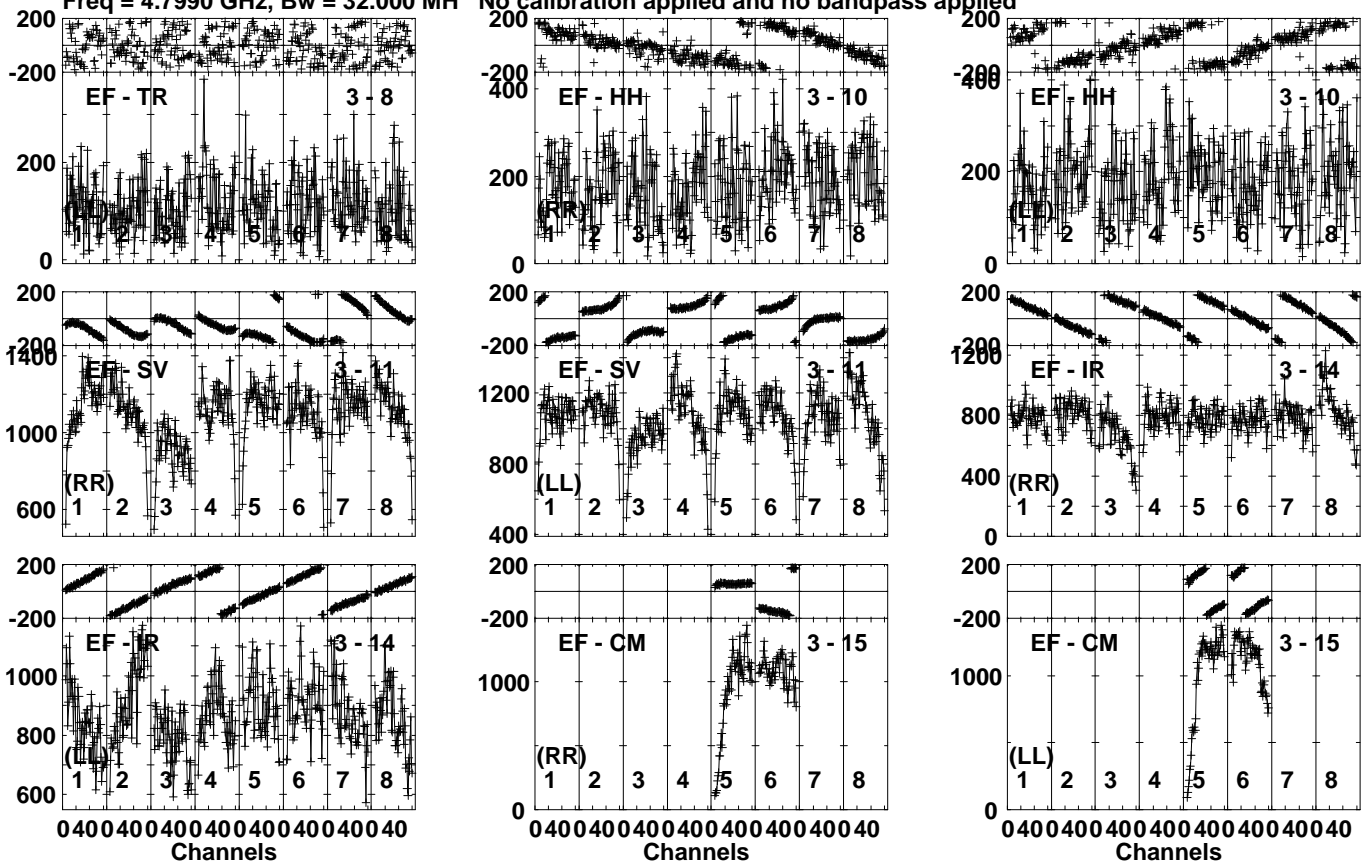 Freq = 4.7990 GHz, Bw = 32.000 MH No calibration applied and no bandpass applied
200 200 200
-200 -200 -200
EF - TR 3 - 8 EF - HH 3 - 10 EF - HH 3 - 10
400 400
200 200 200
(LL) (RR) (LL)
1 2 3 4 5 6 7 8 1 2 3 4 5 6 7 8 1 2 3 4 5 6 7 8
0 0 0
200 200 200
-200 -200 -200
1400 1200
EF - SV 3 - 11 EF - SV 3 - 11 EF - IR 3 - 14
1200 800
1000 800 400
(RR) (LL) (RR)
1 2 3 4 5 6 7 8 1 2 3 4 5 6 7 8 1 2 3 4 5 6 7 8
600 400 0
200 200 200
-200 -200 -200
EF - IR 3 - 14 EF - CM 3 - 15 EF - CM 3 - 15
1000 1000 1000
800
(LL) (RR) (LL)
1 2 3 4 5 6 7 8 1 2 3 4 5 6 7 8 1 2 3 4 5 6 7 8
600 0 0
0 40 0 40 0 40 0 40 0 40 0 40 0 40 0 40 0 40 0 40 0 40 0 40 0 40 0 40 0 40 0 40 0 40 0 40 0 40 0 40 0 40 0 40 0 40 0 40
Channels Channels Channels